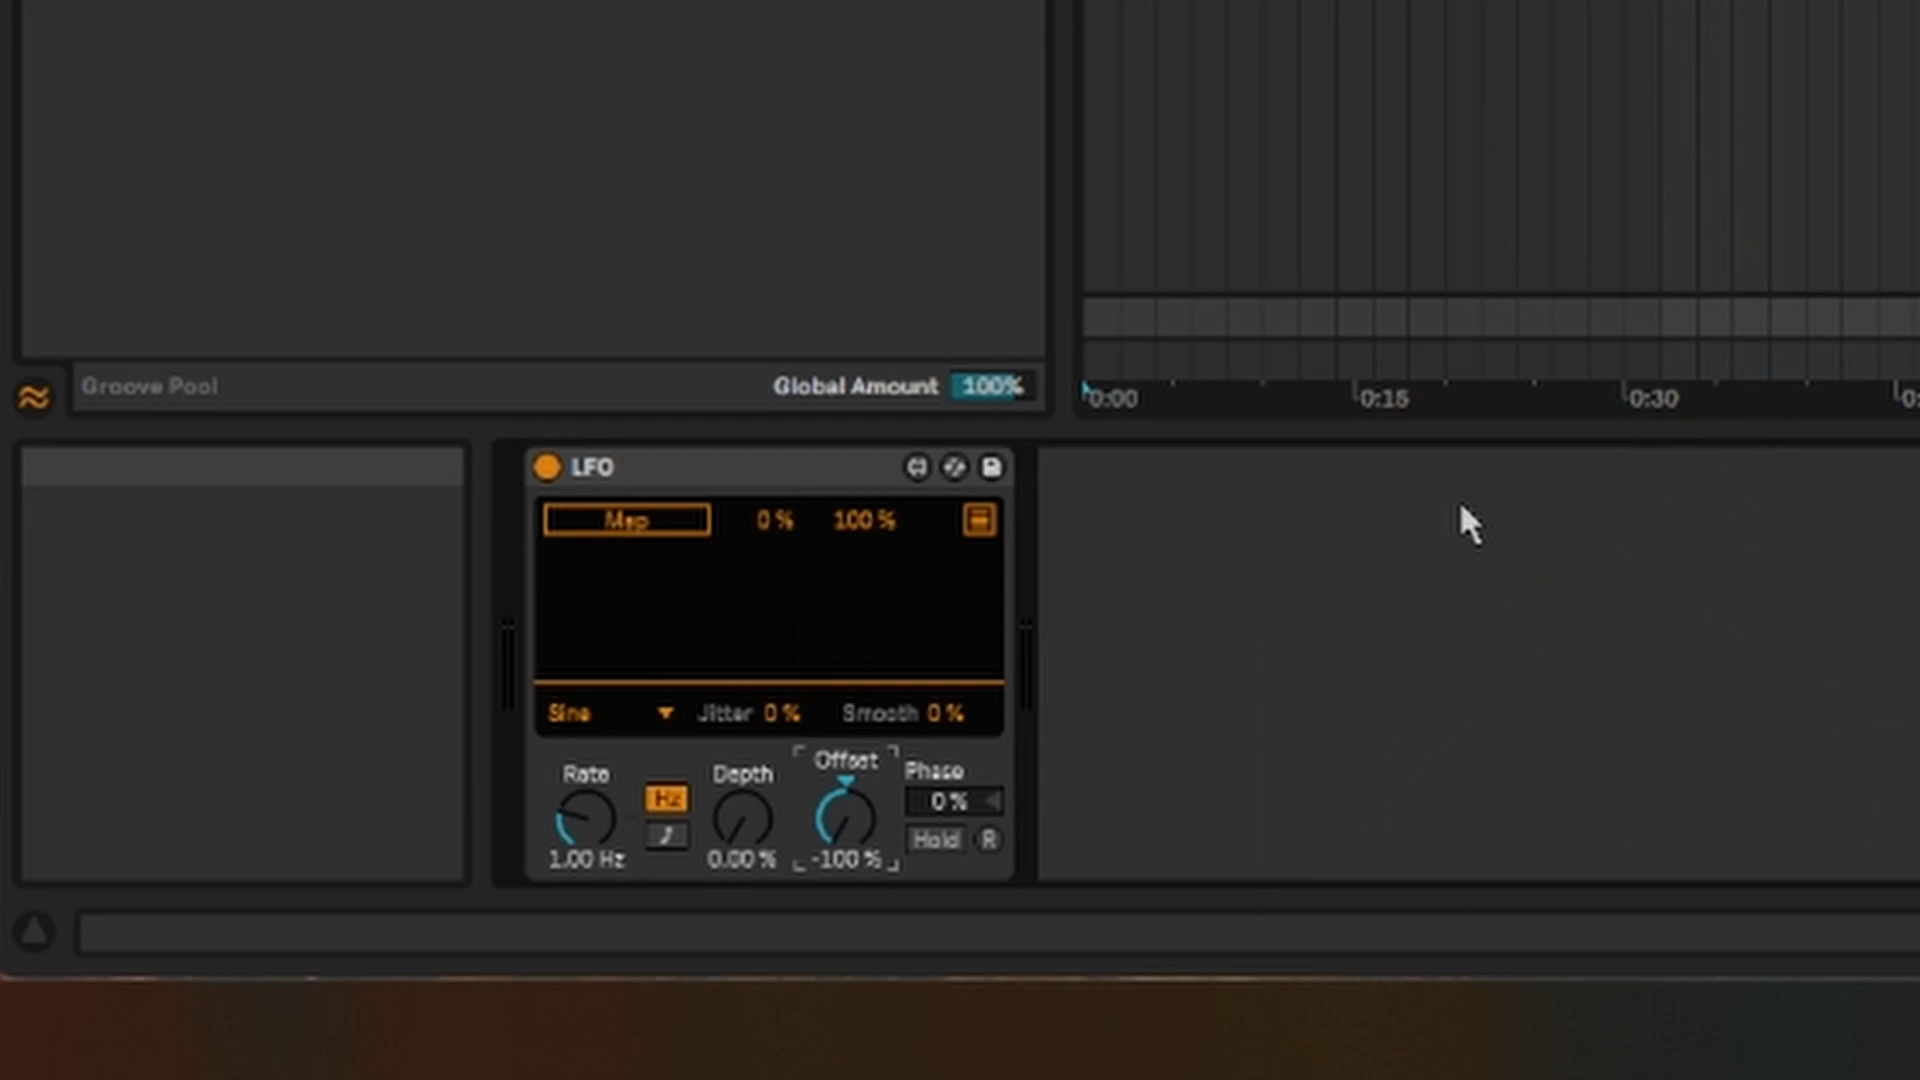 Groove Pool
Global Amount 100%
0:00 0:15 0:30
LFO
Map 0 % 100 %
Sine Jitter 0 % Smooth 0 %
Rate Depth Offset Phase
Hz 0 %
Hold R
1.00 Hz 0.00 % -100 %